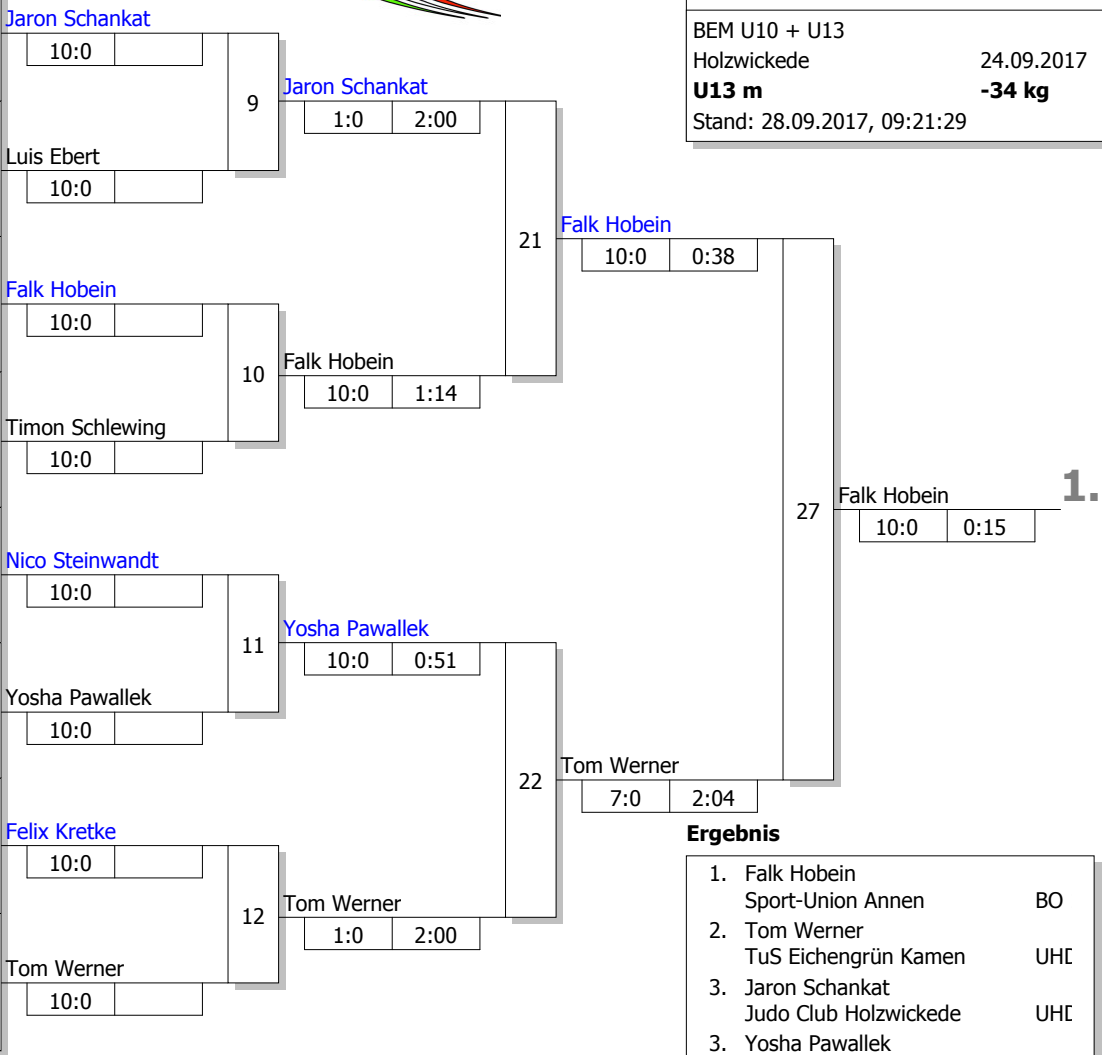 Jaron Schankat
10:0
9
Luis Ebert
10:0
Falk Hobein
10:0
10
Timon Schlewing
10:0
Nico Steinwandt
10:0
11
Yosha Pawallek
10:0
Felix Kretke
10:0
12
Tom Werner
10:0
Jaron Schankat
1:0 2:00
21
Falk Hobein
10:0 1:14
Yosha Pawallek
10:0 0:51
22
Tom Werner
1:0 2:00
Falk Hobein
10:0 0:38
27
Tom Werner
7:0 2:04
Falk Hobein 1.
10:0 0:15
BEM U10 + U13
Holzwickede 24.09.2017
U13 m -34 kg
Stand: 28.09.2017, 09:21:29
Ergebnis
1. Falk Hobein
Sport-Union Annen BO
2. Tom Werner
TuS Eichengrün Kamen UHD
3. Jaron Schankat
Judo Club Holzwickede UHD
3. Yosha Pawallek